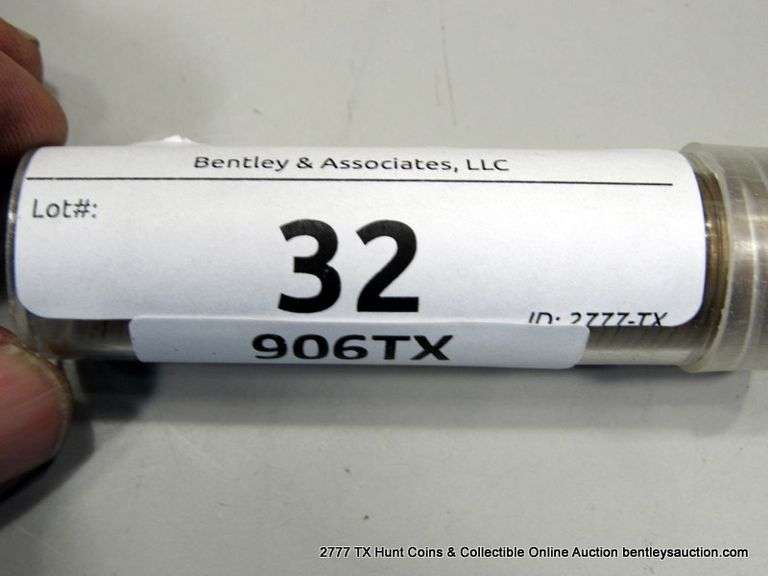 Bentley & Associates, LLC
Lot#:
32
ID: 2777-TX
906TX
2777 TX Hunt Coins & Collectible Online Auction bentleysauction.com